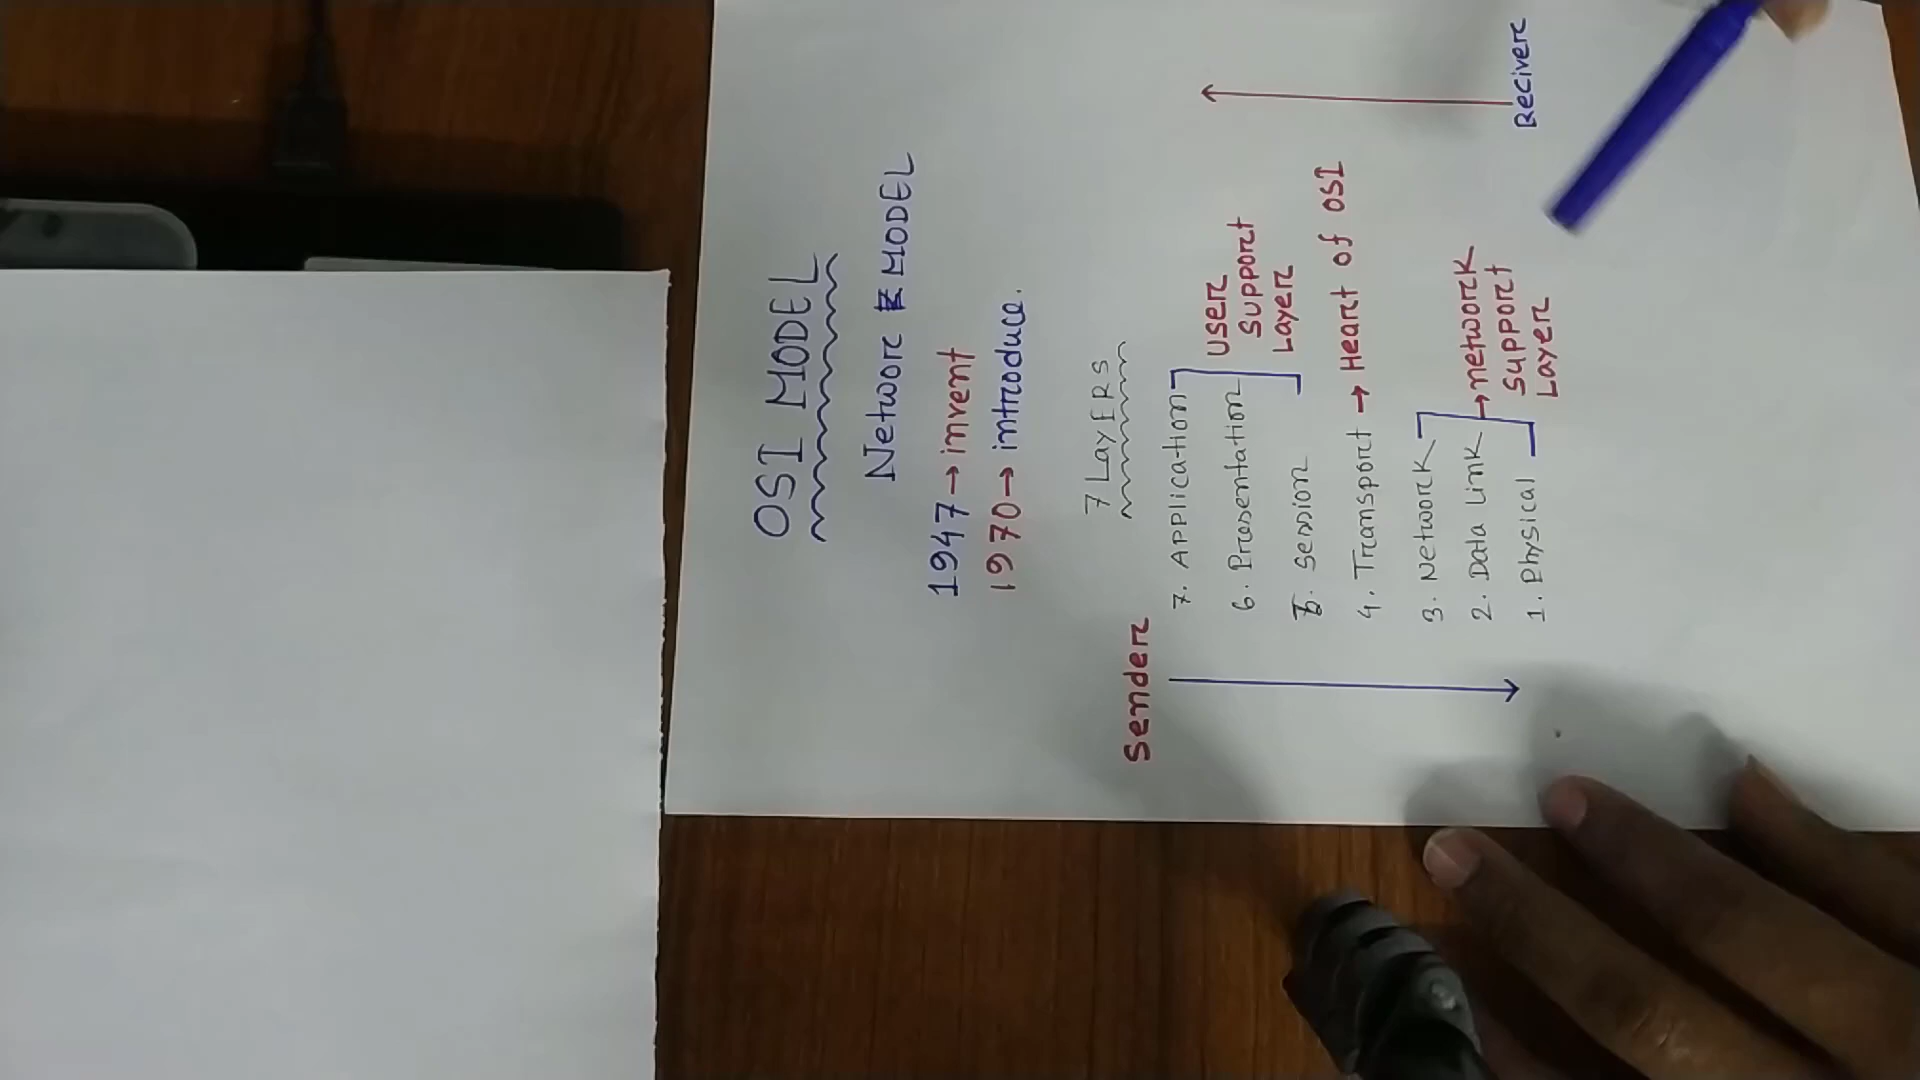 OSI MODEL
Networc MODEL
1947 → invent
1970 → introduce.
7 LayERS
Sender
7. Application
6. Presentation
5. Session
User
Support
Layer
4. Transport → Heart of OSI
3. Network
2. Data Link
1. Physical
→ network
Support
Layer
Reciver